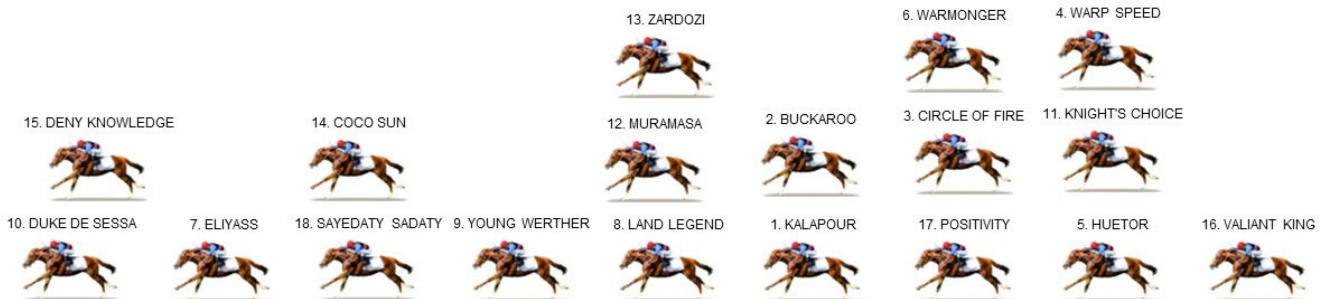 13. ZARDOZI
6. WARMONGER
4. WARP SPEED
15. DENY KNOWLEDGE
14. COCO SUN
12. MURAMASA
2. BUCKAROO
3. CIRCLE OF FIRE
11. KNIGHT'S CHOICE
10. DUKE DE SESSA
7. ELIYASS
18. SAYEDATY SADATY
9. YOUNG WERTHER
8. LAND LEGEND
1. KALAPOUR
17. POSITIVITY
5. HUETOR
16. VALIANT KING